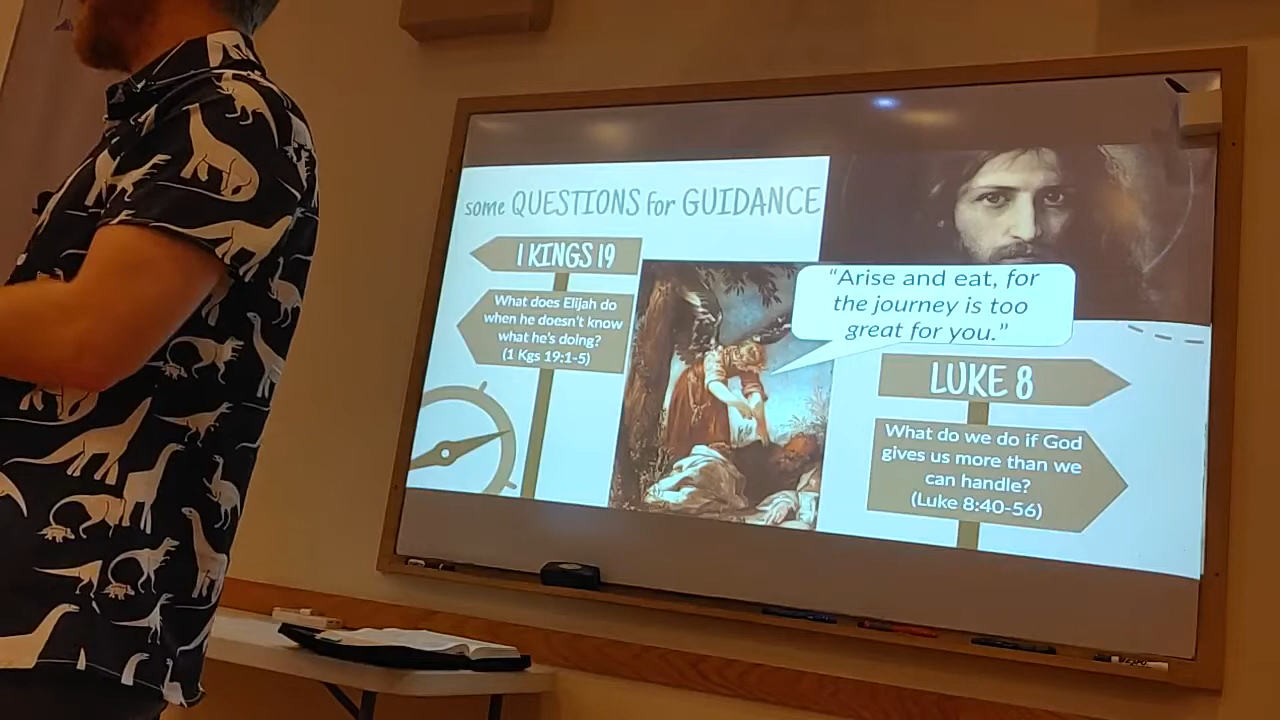 some QUESTIONS for GUIDANCE
1 KINGS 19
What does Elijah do
when he doesn't know
what he's doing?
(1 Kgs 19:1-5)
"Arise and eat, for
the journey is too
great for you."
LUKE 8
What do we do if God
gives us more than we
can handle?
(Luke 8:40-56)
EXPO